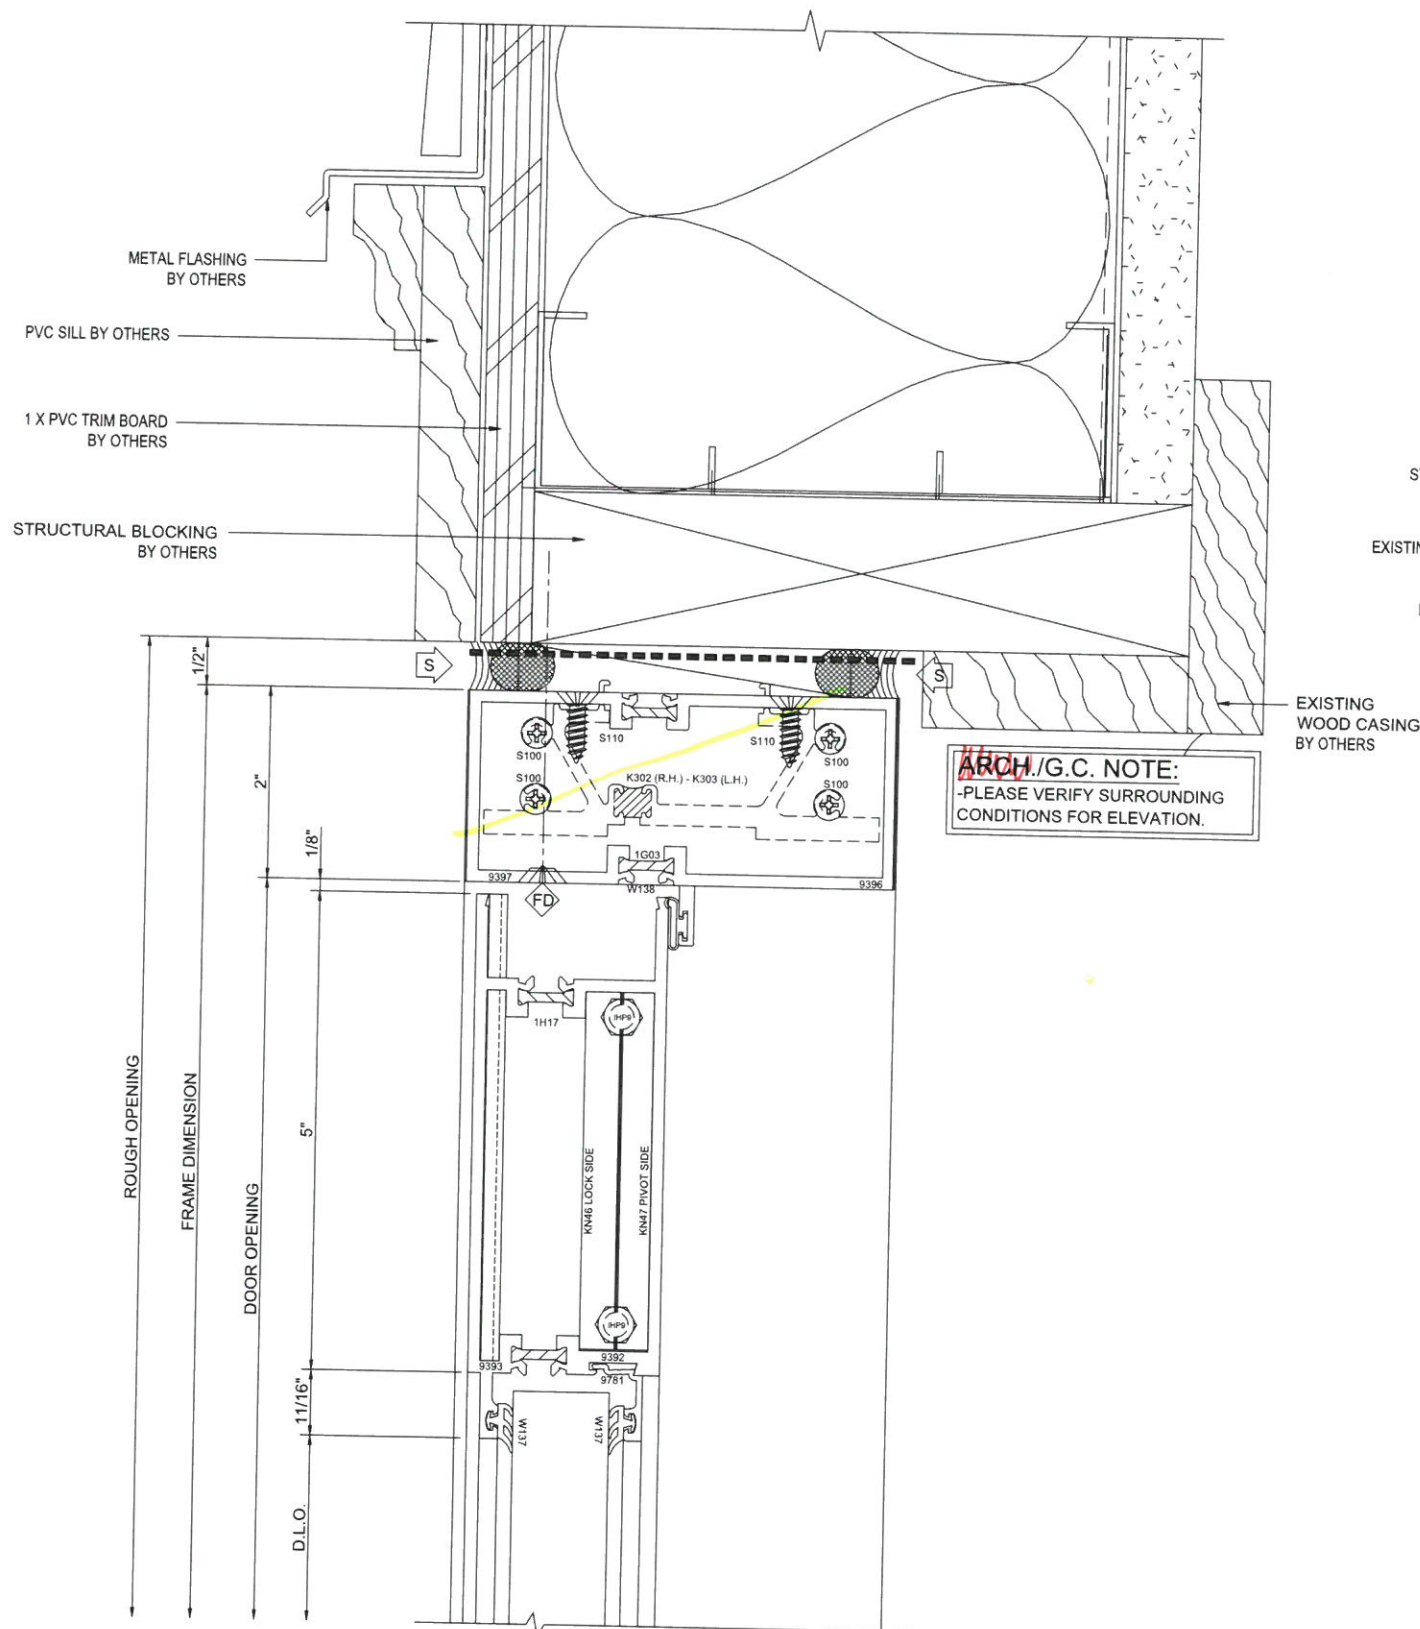 METAL FLASHING
BY OTHERS
PVC SILL BY OTHERS
1 X PVC TRIM BOARD
BY OTHERS
STRUCTURAL BLOCKING
BY OTHERS
EXISTING
WOOD CASING
BY OTHERS
ARCH./G.C. NOTE:
-PLEASE VERIFY SURROUNDING
CONDITIONS FOR ELEVATION.
S
S
1/2"
2"
1/8"
5"
11/16"
D.L.O.
ROUGH OPENING
FRAME DIMENSION
DOOR OPENING
S100
S110
S110
S100
S100
S100
K302 (R.H.) - K303 (L.H.)
1G03
9397
W138
9396
FD
1H17
IHP9
KN46 LOCK SIDE
KN47 PIVOT SIDE
IHP9
9393
9392
9781
W137
W137